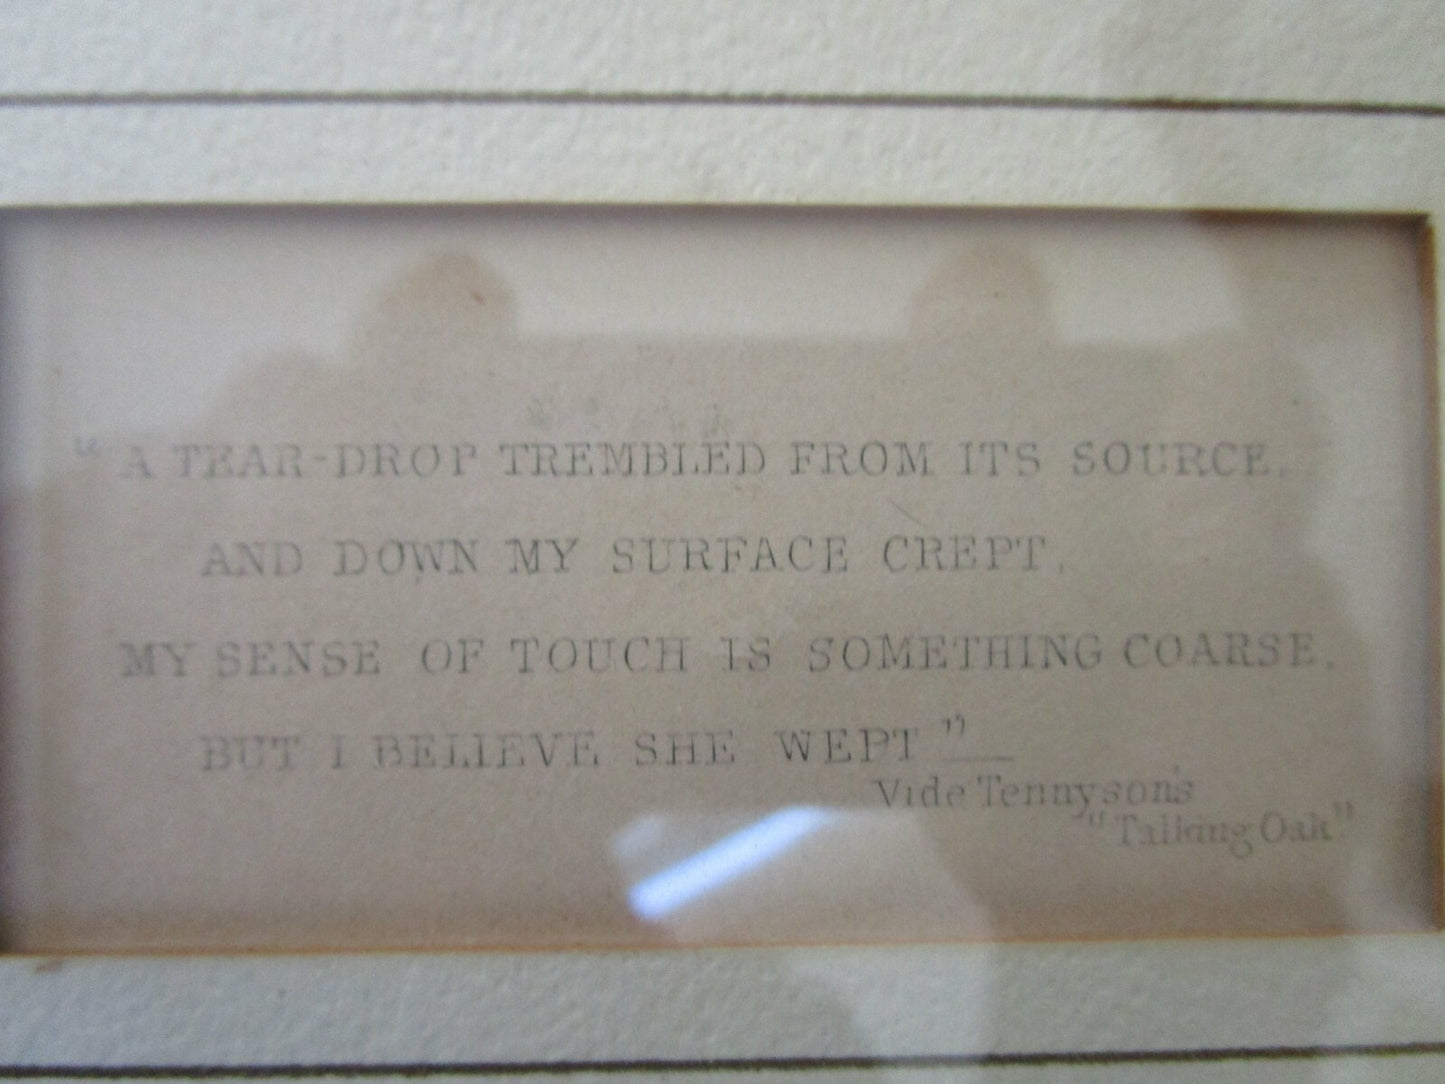 “A TEAR-DROP TREMBLED FROM ITS SOURCE,
AND DOWN MY SURFACE CREPT,
MY SENSE OF TOUCH IS SOMETHING COARSE,
BUT I BELIEVE SHE WEPT”—
Vide Tennyson's
“Talking Oak”